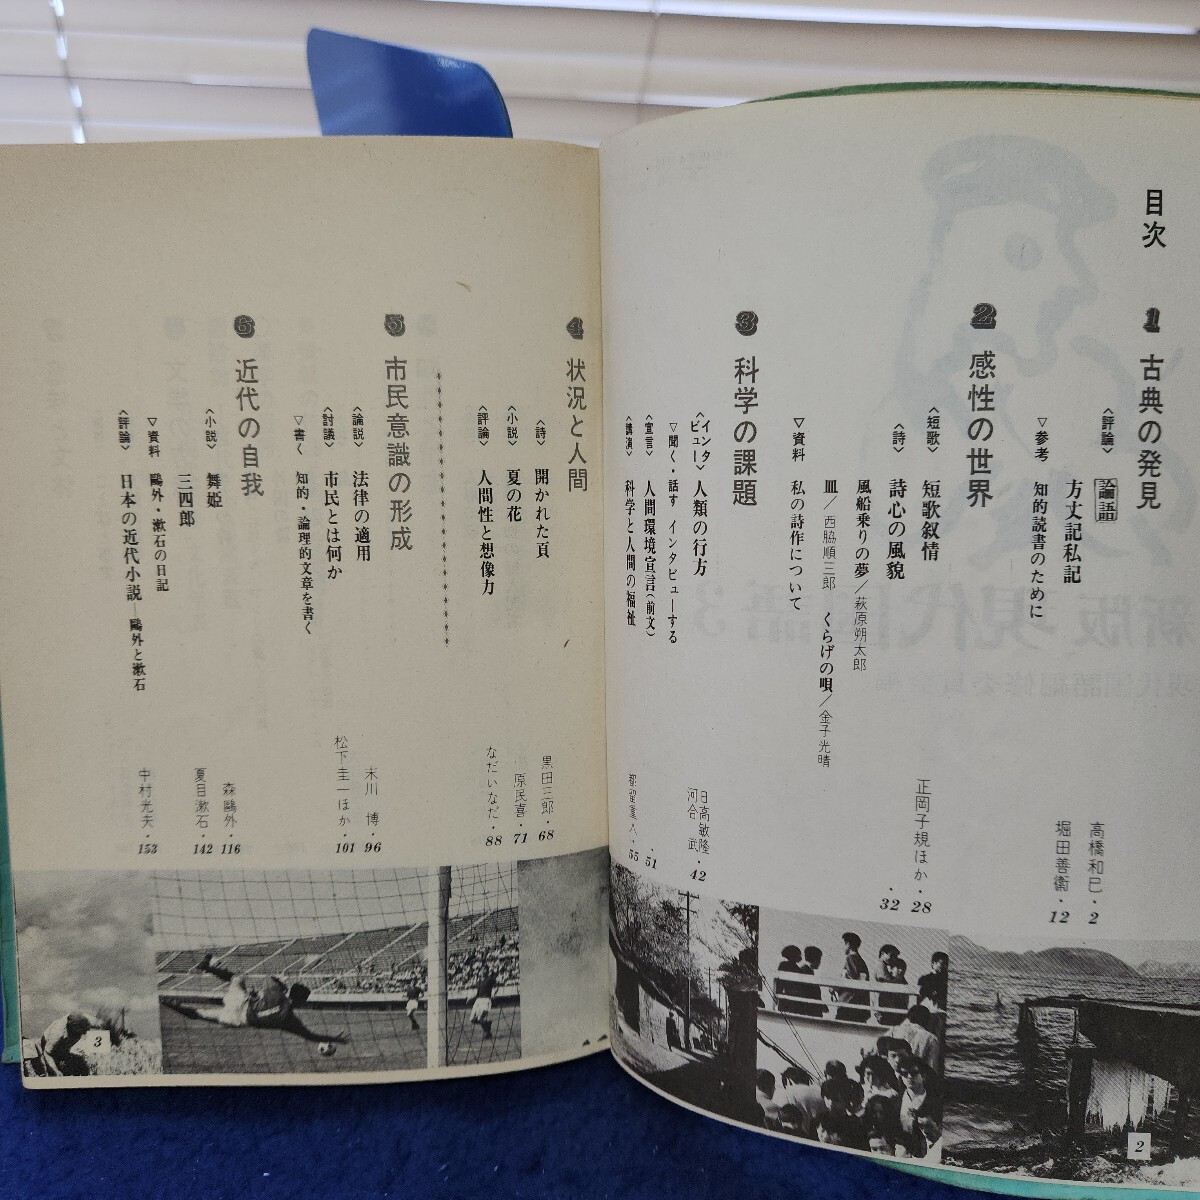 目次
1 古典の発見
〈評論〉 論語 高橋和巳・2
方丈記私記 堀田善衞・12
▽参考 知的読書のために
2 感性の世界
〈短歌〉 短歌叙情 正岡子規ほか・28
〈詩〉 詩心の風貌 ・32
風船乗りの夢／萩原朔太郎
皿／西脇順三郎 くらげの唄／金子光晴
▽資料 私の詩作について
3 科学の課題
〈インタビュー〉 人類の行方 日高敏隆・河合武 42
▽聞く・話す インタビューする
〈宣言〉 人間環境宣言（前文） ・51
〈講演〉 科学と人間の福祉 都留重人・55
4 状況と人間
〈詩〉 開かれた頁 黒田三郎・68
〈小説〉 夏の花 原民喜・71
〈評論〉 人間性と想像力 なだいなだ・88
5 市民意識の形成
〈論説〉 法律の適用 末川博・96
〈討議〉 市民とは何か 松下圭一ほか・101
▽書く 知的・論理的文章を書く
6 近代の自我
〈小説〉 舞姫 森鷗外・116
三四郎 夏目漱石・142
▽資料 鷗外・漱石の日記
〈評論〉 日本の近代小説―鷗外と漱石 中村光夫・153
2
3